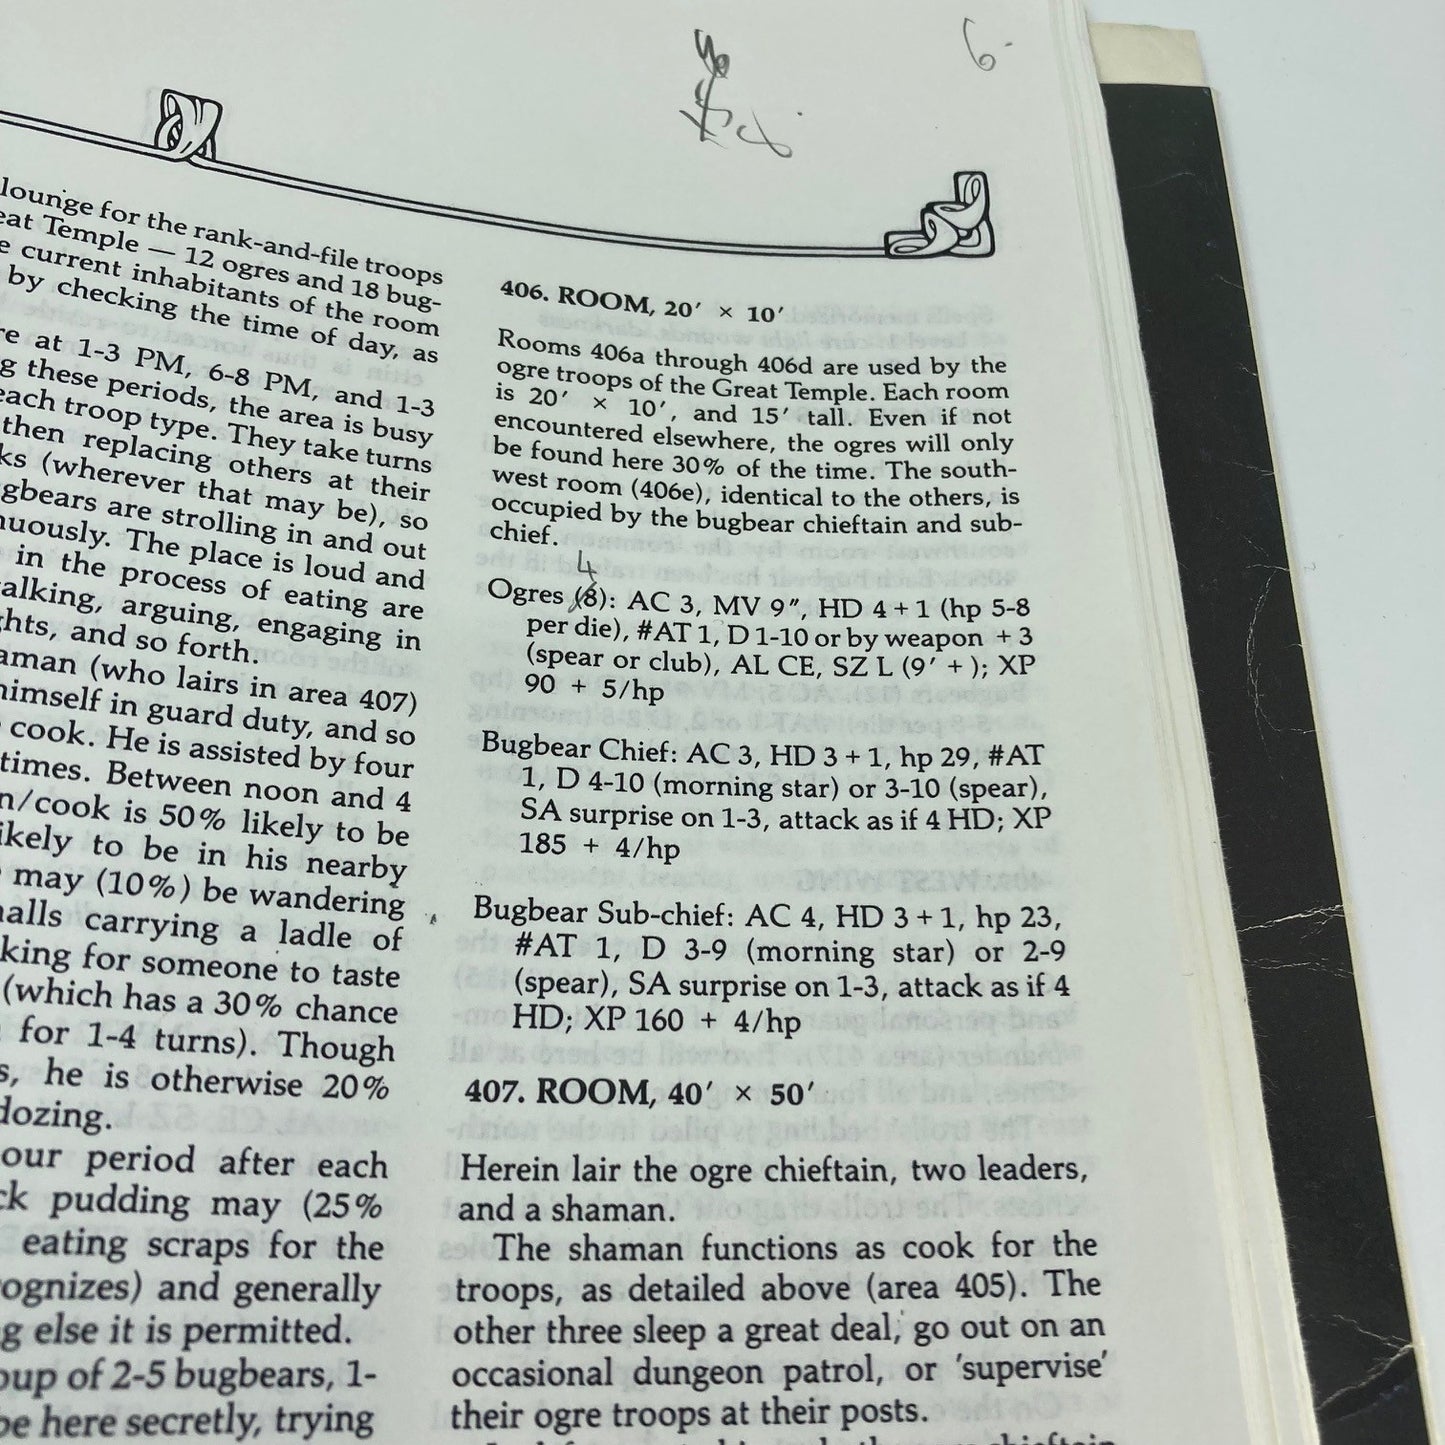 6-
lounge for the rank-and-file troops
eat Temple — 12 ogres and 18 bug-
e current inhabitants of the room
by checking the time of day, as
re at 1-3 PM, 6-8 PM, and 1-3
g these periods, the area is busy
each troop type. They take turns
then replacing others at their
ks (wherever that may be), so
gbears are strolling in and out
nuously. The place is loud and
in the process of eating are
alking, arguing, engaging in
hts, and so forth.
aman (who lairs in area 407)
himself in guard duty, and so
cook. He is assisted by four
times. Between noon and 4
n/cook is 50% likely to be
ikely to be in his nearby
may (10%) be wandering
halls carrying a ladle of
king for someone to taste
(which has a 30% chance
for 1-4 turns). Though
s, he is otherwise 20%
dozing.
our period after each
ck pudding may (25%
eating scraps for the
ognizes) and generally
g else it is permitted.
oup of 2-5 bugbears, 1-
be here secretly, trying
406. ROOM, 20′ × 10′
Rooms 406a through 406d are used by the
ogre troops of the Great Temple. Each room
is 20′ × 10′, and 15′ tall. Even if not
encountered elsewhere, the ogres will only
be found here 30% of the time. The south-
west room (406e), identical to the others, is
occupied by the bugbear chieftain and sub-
chief.
4
Ogres (8): AC 3, MV 9″, HD 4 + 1 (hp 5-8
per die), #AT 1, D 1-10 or by weapon + 3
(spear or club), AL CE, SZ L (9′ + ); XP
90 + 5/hp
Bugbear Chief: AC 3, HD 3 + 1, hp 29, #AT
1, D 4-10 (morning star) or 3-10 (spear),
SA surprise on 1-3, attack as if 4 HD; XP
185 + 4/hp
Bugbear Sub-chief: AC 4, HD 3 + 1, hp 23,
#AT 1, D 3-9 (morning star) or 2-9
(spear), SA surprise on 1-3, attack as if 4
HD; XP 160 + 4/hp
407. ROOM, 40′ × 50′
Herein lair the ogre chieftain, two leaders,
and a shaman.
The shaman functions as cook for the
troops, as detailed above (area 405). The
other three sleep a great deal, go out on an
occasional dungeon patrol, or 'supervise'
their ogre troops at their posts.